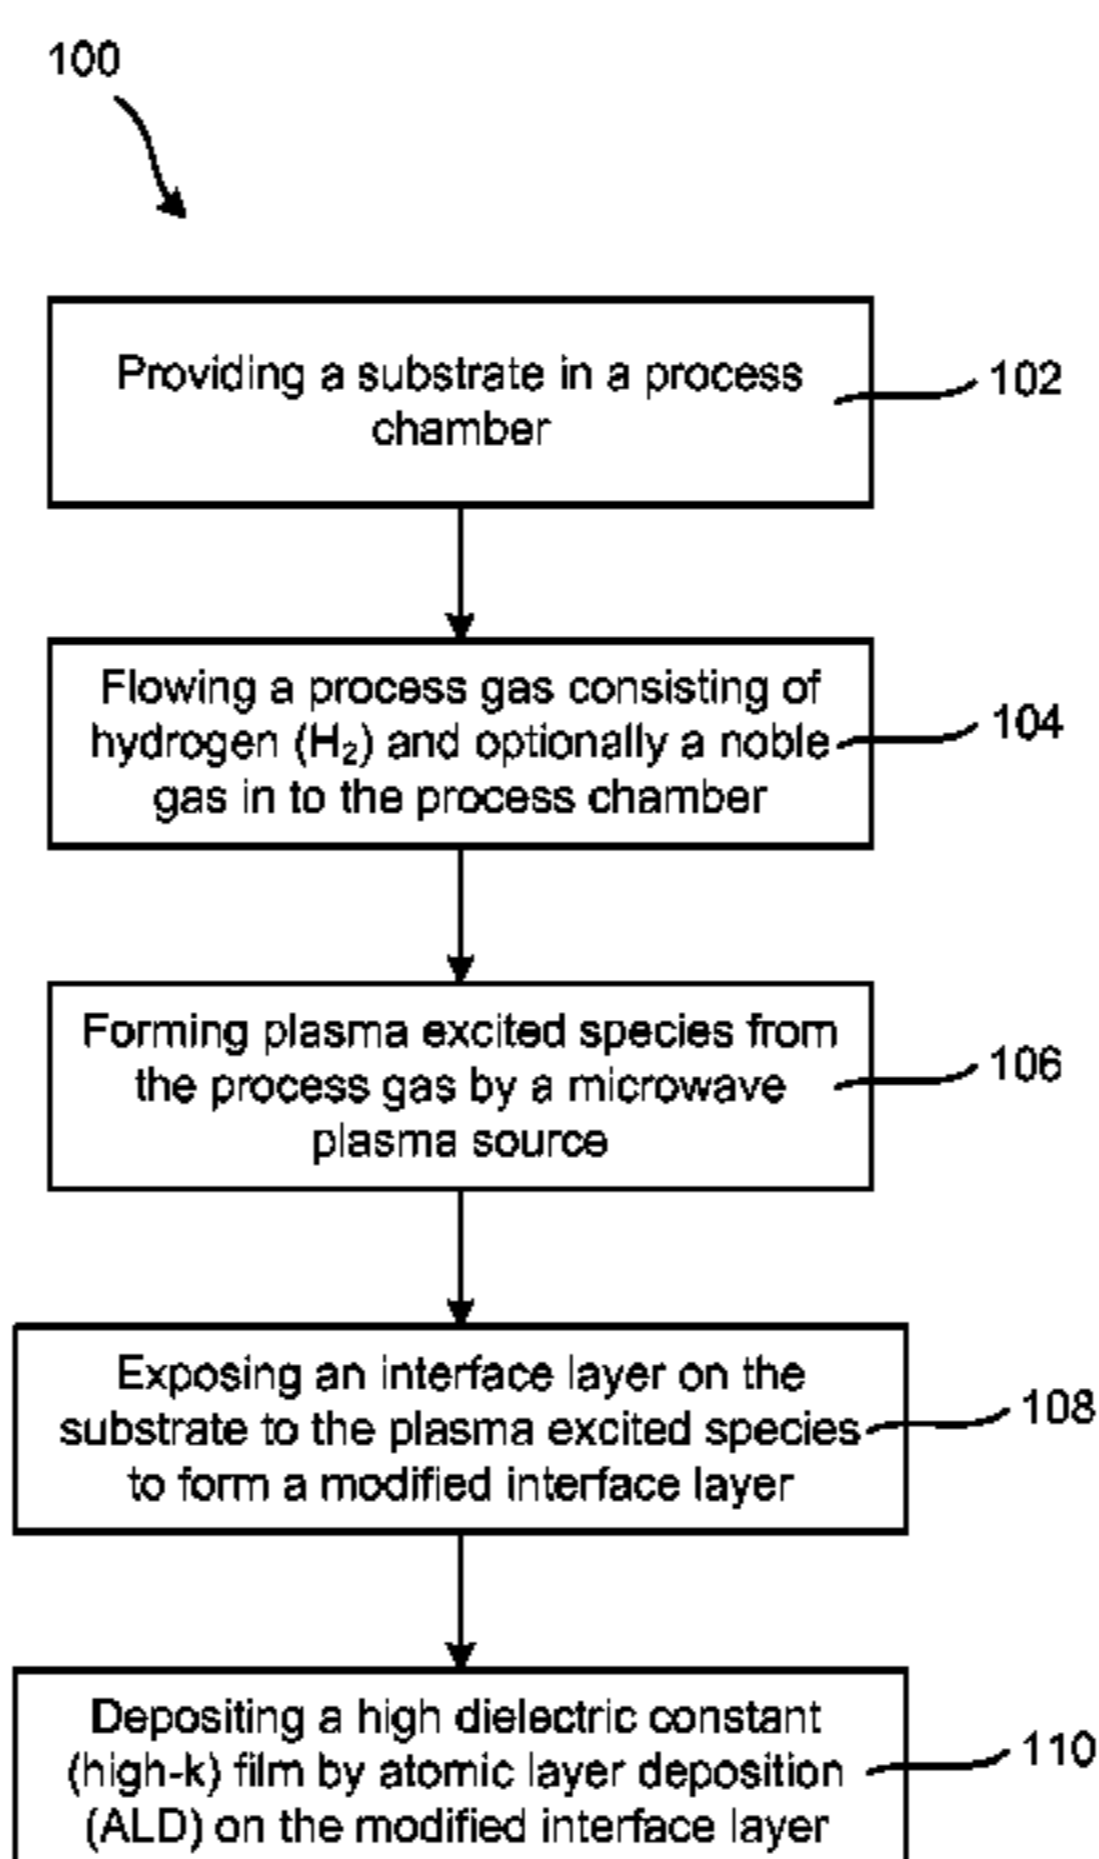 100
Providing a substrate in a process
chamber
102
Flowing a process gas consisting of
hydrogen (H₂) and optionally a noble
gas in to the process chamber
104
Forming plasma excited species from
the process gas by a microwave
plasma source
106
Exposing an interface layer on the
substrate to the plasma excited species
to form a modified interface layer
108
Depositing a high dielectric constant
(high-k) film by atomic layer deposition
(ALD) on the modified interface layer
110